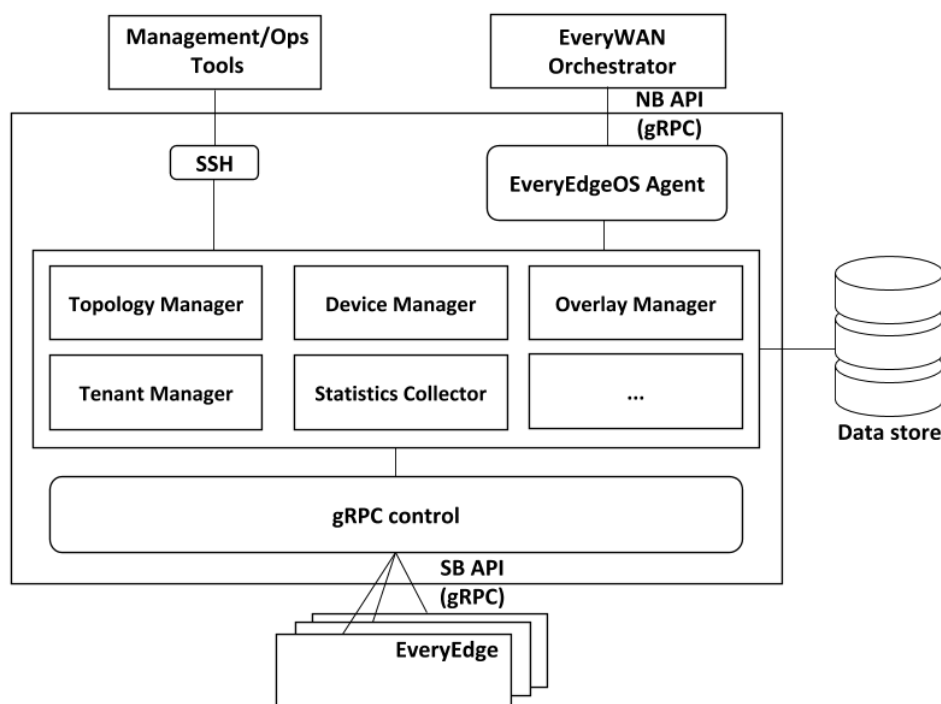 Management/Ops
Tools
EveryWAN
Orchestrator
NB API
(gRPC)
SSH
EveryEdgeOS Agent
Topology Manager
Device Manager
Overlay Manager
Tenant Manager
Statistics Collector
...
Data store
gRPC control
SB API
(gRPC)
EveryEdge